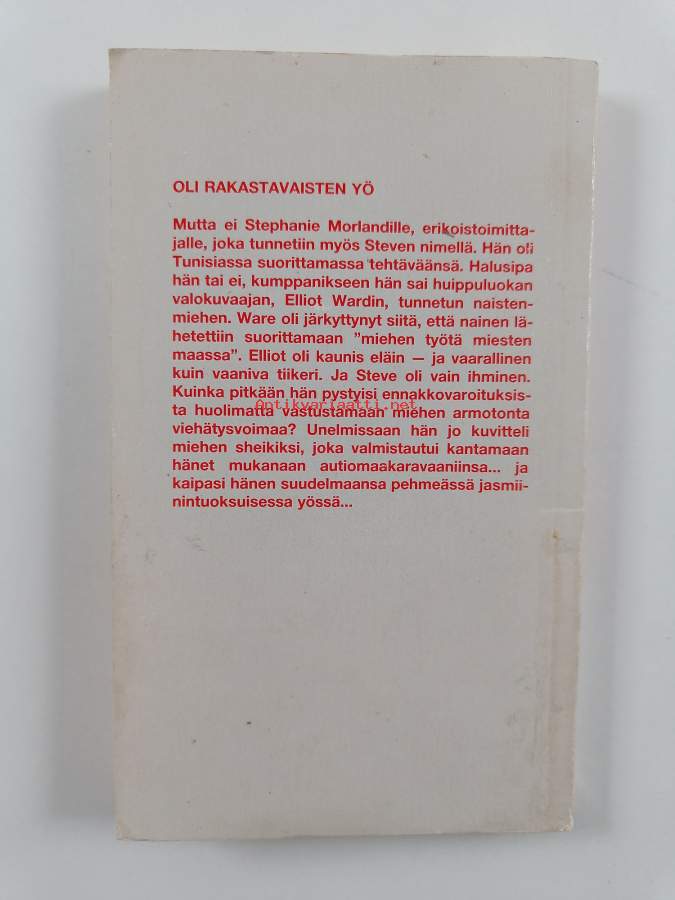 OLI RAKASTAVAISTEN YÖ
Mutta ei Stephanie Morlandille, erikoistoimitta-
jalle, joka tunnettiin myös Steven nimellä. Hän oli
Tunisiassa suorittamassa tehtäväänsä. Halusipa
hän tai ei, kumppanikseen hän sai huippuluokan
valokuvaajan, Elliot Wardin, tunnetun naisten-
miehen. Ware oli järkyttynyt siitä, että nainen lä-
hetettiin suorittamaan ”miehen työtä miesten
maassa”. Elliot oli kaunis eläin — ja vaarallinen
kuin vaaniva tiikeri. Ja Steve oli vain ihminen.
Kuinka pitkään hän pystyisi ennakkovaroituksis-
ta huolimatta vastustamaan miehen armotonta
Antikvariaatti.net
viehätysvoimaa? Unelmissaan hän jo kuvitteli
miehen sheikiksi, joka valmistautui kantamaan
hänet mukanaan autiomaakaravaaniinsa... ja
kaipasi hänen suudelmaansa pehmeässä jasmii-
nintuoksuisessa yössä...